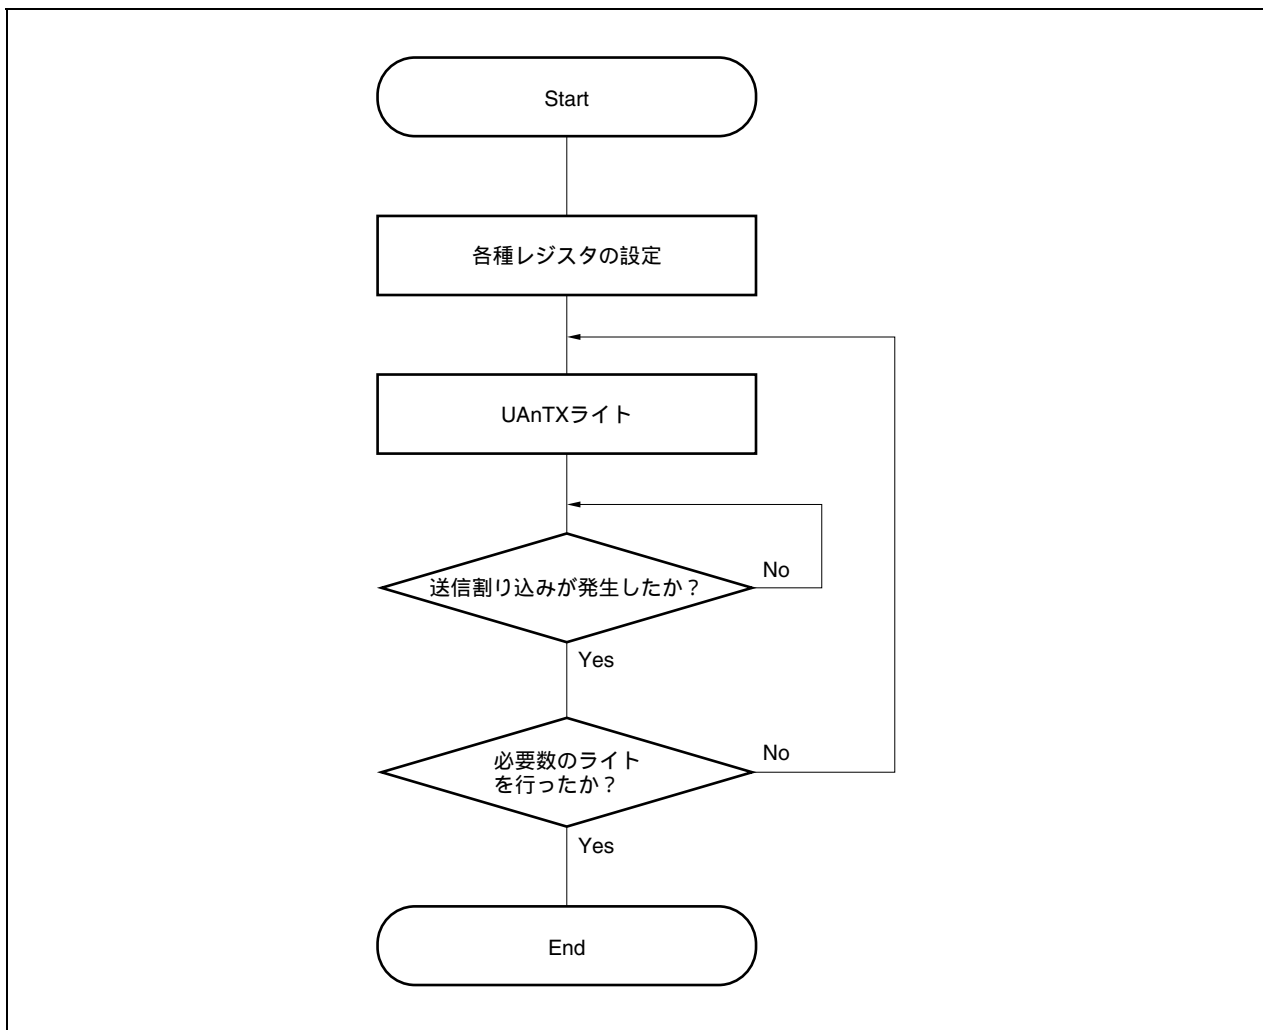 Start
各種レジスタの設定
UAnTXライト
送信割り込みが発生したか？
No
Yes
必要数のライト
を行ったか？
No
Yes
End